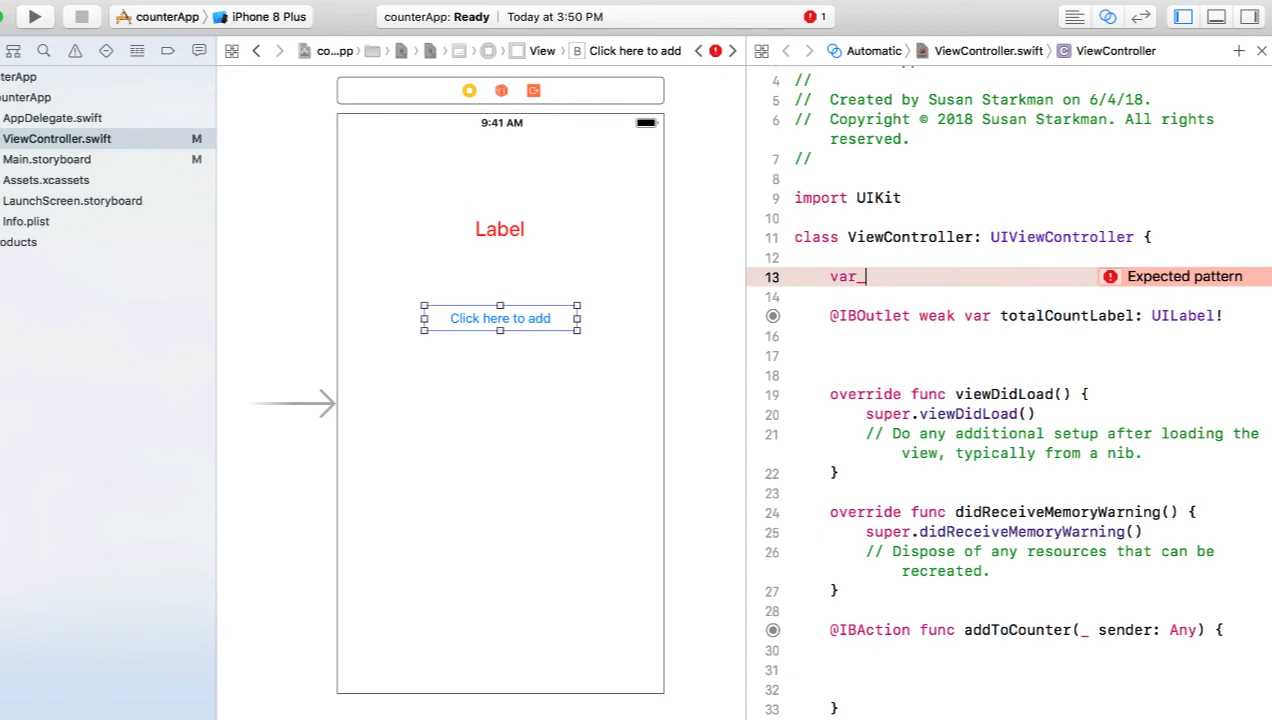 counterApp
iPhone 8 Plus
counterApp: Ready
Today at 3:50 PM
1
terApp
ounterApp
AppDelegate.swift
ViewController.swift M
Main.storyboard M
Assets.xcassets
LaunchScreen.storyboard
Info.plist
oducts
co...pp
View
B Click here to add
Automatic
ViewController.swift
C ViewController
9:41 AM
Label
Click here to add
4 //
5 // Created by Susan Starkman on 6/4/18.
6 // Copyright © 2018 Susan Starkman. All rights
reserved.
7 //
8
9 import UIKit
10
11 class ViewController: UIViewController {
12
13 var_ Expected pattern
14
@IBOutlet weak var totalCountLabel: UILabel!
16
17
18
19 override func viewDidLoad() {
20 super.viewDidLoad()
21 // Do any additional setup after loading the
view, typically from a nib.
22 }
23
24 override func didReceiveMemoryWarning() {
25 super.didReceiveMemoryWarning()
26 // Dispose of any resources that can be
recreated.
27 }
28
@IBAction func addToCounter(_ sender: Any) {
30
31
32
33 }